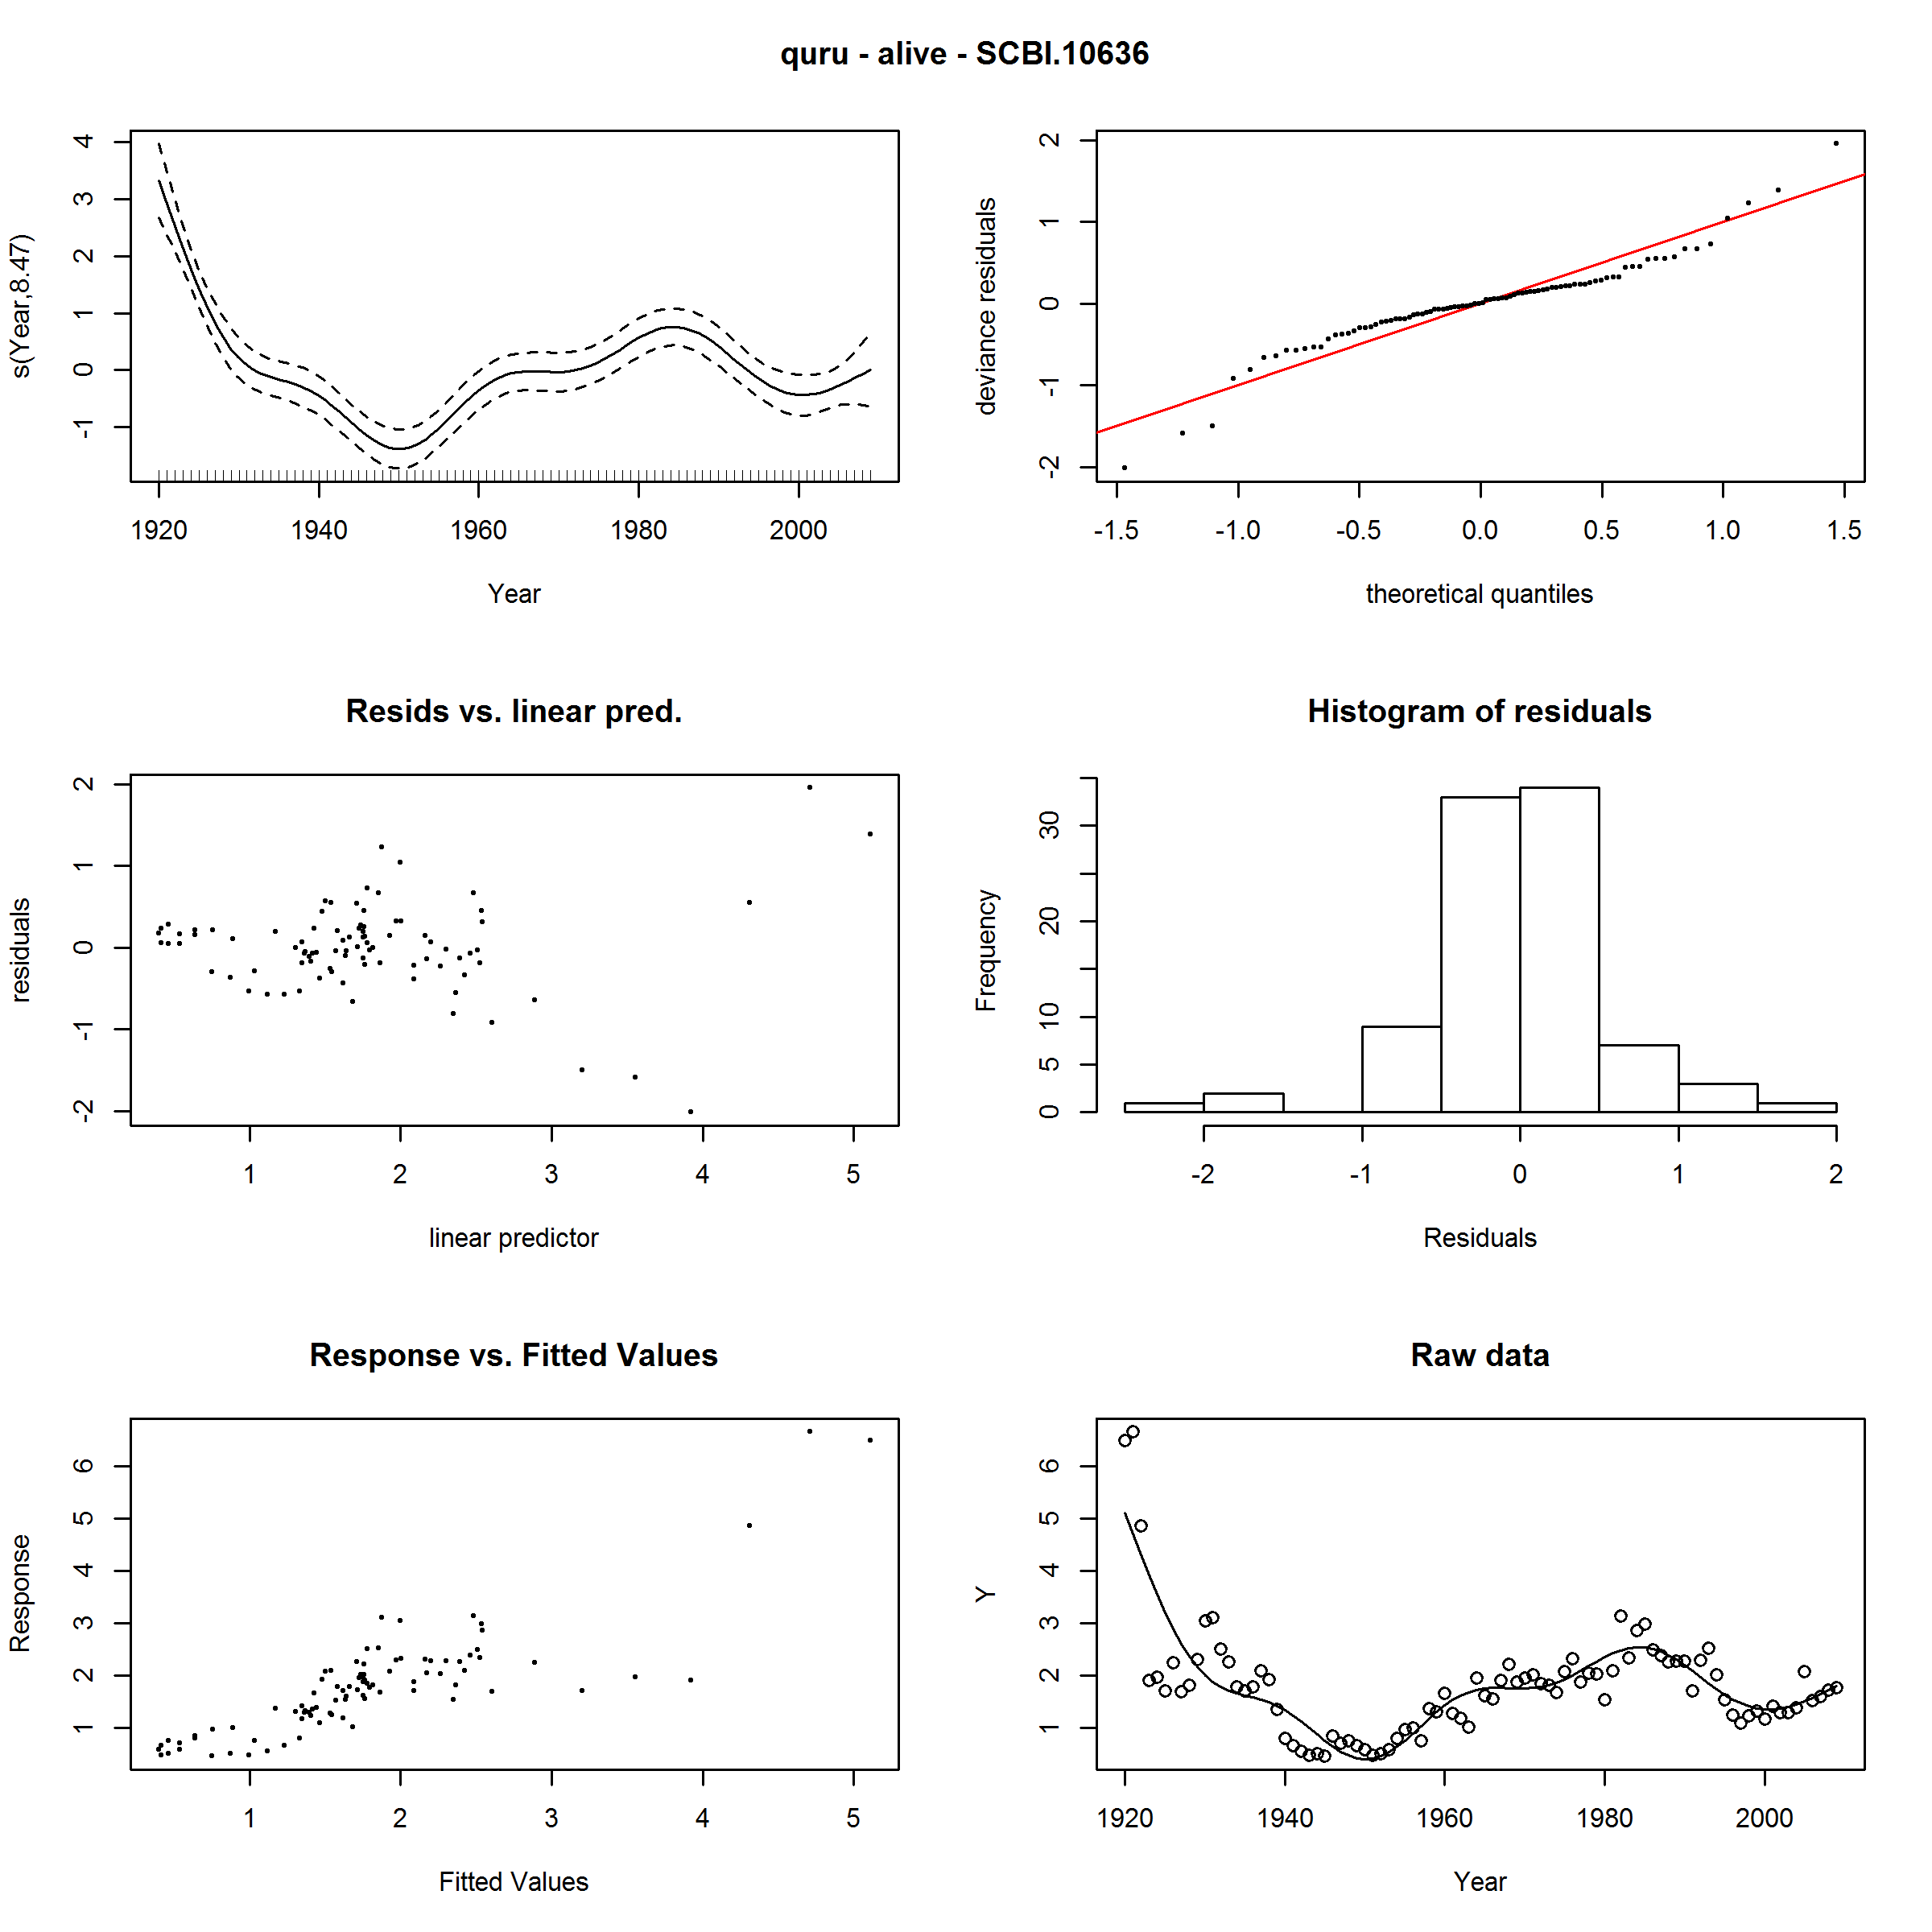 quru - alive - SCBI.10636
s(Year,8.47)
4
3
2
1
0
-1
1920 1940 1960 1980 2000
Year
deviance residuals
2
1
0
-1
-2
-1.5 -1.0 -0.5 0.0 0.5 1.0 1.5
theoretical quantiles
Resids vs. linear pred.
residuals
2
1
0
-1
-2
1 2 3 4 5
linear predictor
Histogram of residuals
Frequency
30
20
10
5
0
-2 -1 0 1 2
Residuals
Response vs. Fitted Values
Response
6
5
4
3
2
1
1 2 3 4 5
Fitted Values
Raw data
Y
6
5
4
3
2
1
1920 1940 1960 1980 2000
Year